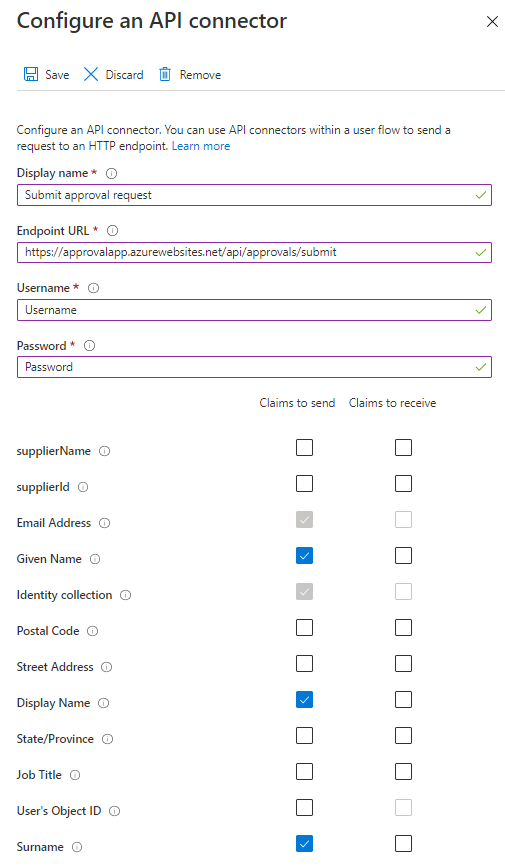 Configure an API connector
Save Discard Remove
Configure an API connector. You can use API connectors within a user flow to send a
request to an HTTP endpoint. Learn more
Display name *
Submit approval request
Endpoint URL *
https://approvalapp.azurewebsites.net/api/approvals/submit
Username *
Username
Password *
Password
Claims to send Claims to receive
supplierName
supplierId
Email Address
Given Name
Identity collection
Postal Code
Street Address
Display Name
State/Province
Job Title
User's Object ID
Surname